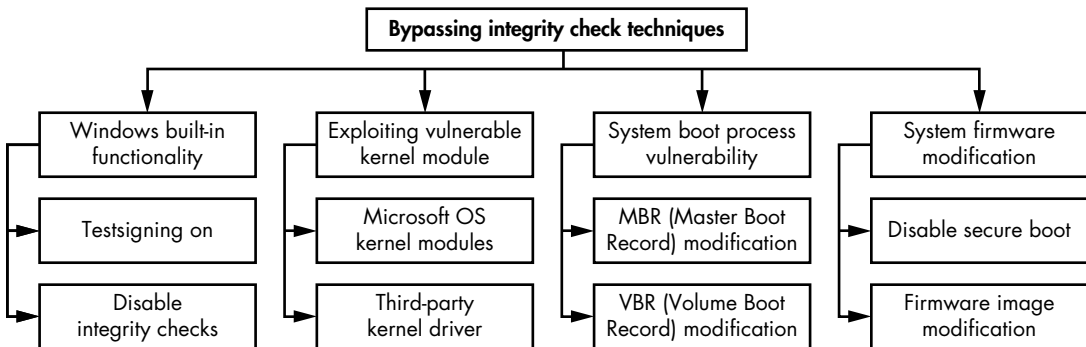 Bypassing integrity check techniques
Windows built-in
functionality
Exploiting vulnerable
kernel module
System boot process
vulnerability
System firmware
modification
Testsigning on
Microsoft OS
kernel modules
MBR (Master Boot
Record) modification
Disable secure boot
Disable
integrity checks
Third-party
kernel driver
VBR (Volume Boot
Record) modification
Firmware image
modification